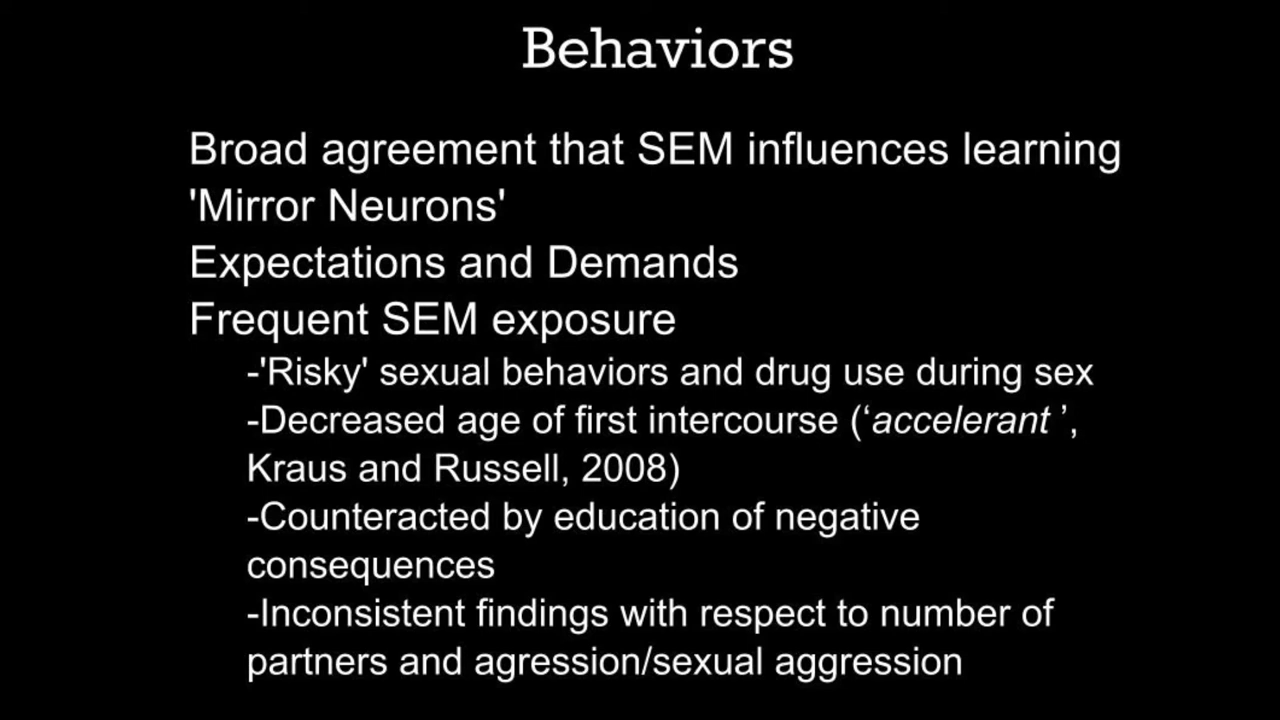 Behaviors
Broad agreement that SEM influences learning
'Mirror Neurons'
Expectations and Demands
Frequent SEM exposure
-'Risky' sexual behaviors and drug use during sex
-Decreased age of first intercourse (‘accelerant ’,
Kraus and Russell, 2008)
-Counteracted by education of negative
consequences
-Inconsistent findings with respect to number of
partners and agression/sexual aggression